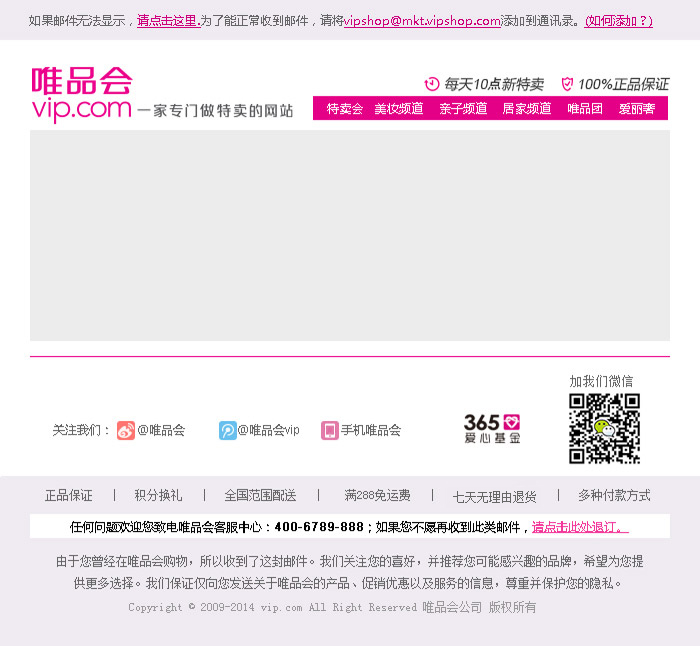 如果邮件无法显示，请点击这里.为了能正常收到邮件，请将vipshop@mkt.vipshop.com添加到通讯录。(如何添加？)
唯品会
vip.com 一家专门做特卖的网站
每天10点新特卖 100%正品保证
特卖会 美妆频道 亲子频道 居家频道 唯品团 爱丽奢
加我们微信
关注我们： @唯品会 @唯品会vip 手机唯品会
365
爱心基金
正品保证 | 积分换礼 | 全国范围配送 | 满288免运费 | 七天无理由退货 | 多种付款方式
任何问题欢迎您致电唯品会客服中心：400-6789-888；如果您不愿再收到此类邮件，请点击此处退订。
由于您曾经在唯品会购物，所以收到了这封邮件。我们关注您的喜好，并推荐您可能感兴趣的品牌，希望为您提
供更多选择。我们保证仅向您发送关于唯品会的产品、促销优惠以及服务的信息，尊重并保护您的隐私。
Copyright © 2009-2014 vip.com All Right Reserved 唯品会公司 版权所有